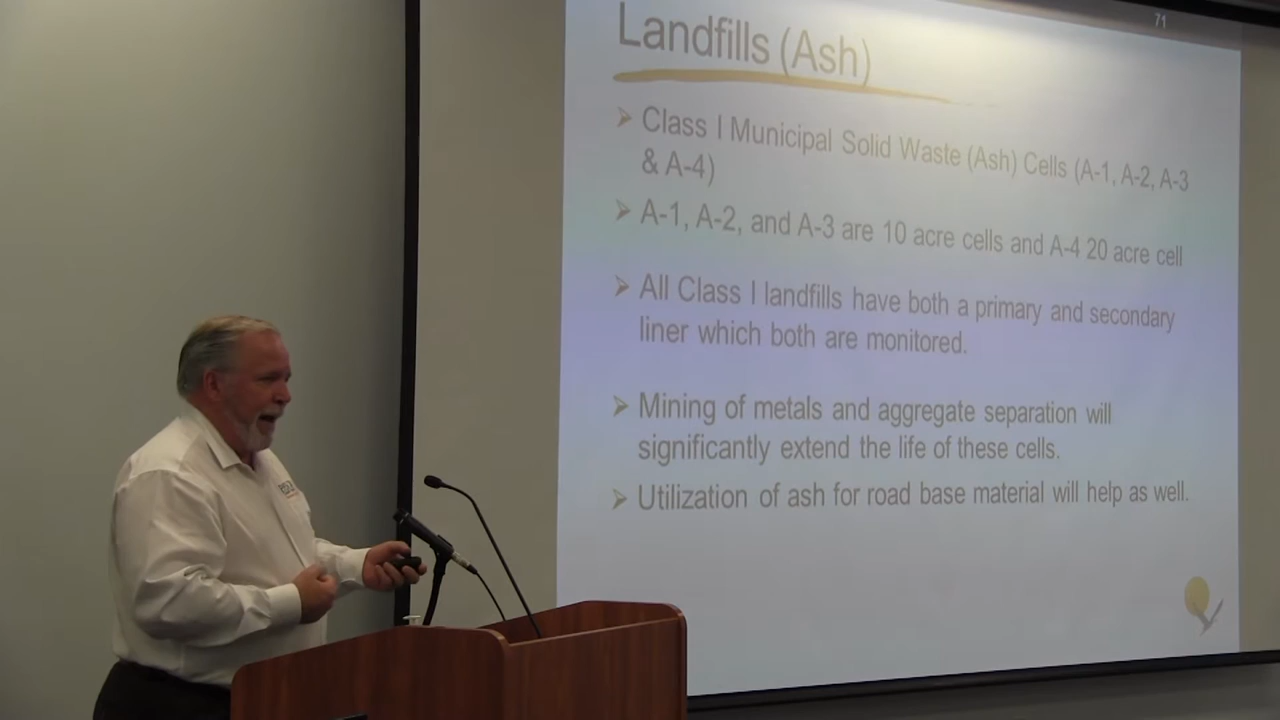 71
Landfills (Ash)
Class I Municipal Solid Waste (Ash) Cells (A-1, A-2, A-3
& A-4)
A-1, A-2, and A-3 are 10 acre cells and A-4 20 acre cell
All Class I landfills have both a primary and secondary
liner which both are monitored.
Mining of metals and aggregate separation will
significantly extend the life of these cells.
Utilization of ash for road base material will help as well.